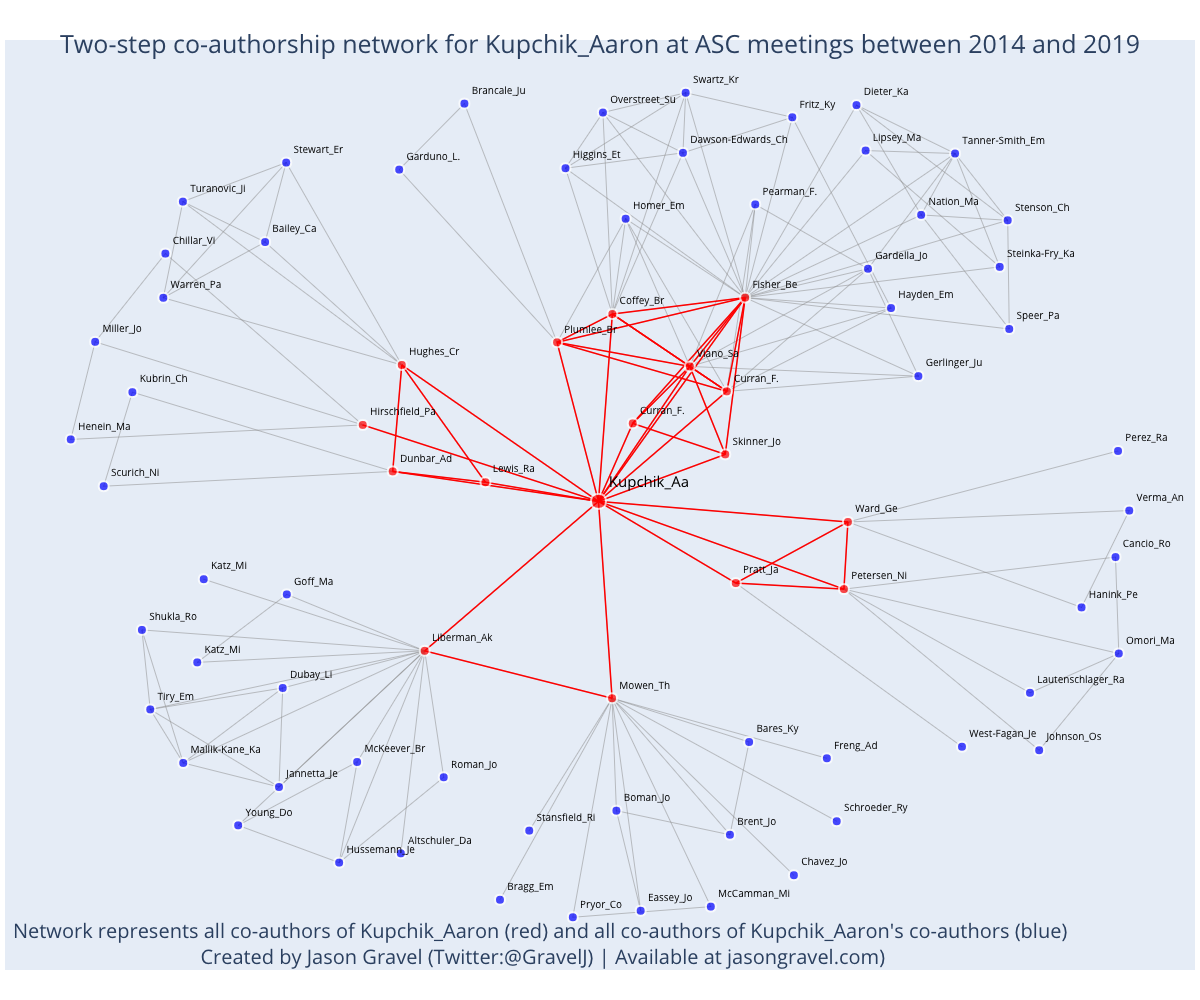 Two-step co-authorship network for Kupchik_Aaron at ASC meetings between 2014 and 2019
Swartz_Kr
Brancale_Ju
Overstreet_Su
Dieter_Ka
Fritz_Ky
Dawson-Edwards_Ch
Lipsey_Ma
Tanner-Smith_Em
Stewart_Er
Garduno_L.
Higgins_Et
Turanovic_Ji
Pearman_F.
Homer_Em
Nation_Ma
Stenson_Ch
Bailey_Ca
Chillar_Vi
Gardella_Jo
Steinka-Fry_Ka
Warren_Pa
Fisher_Be
Coffey_Br
Hayden_Em
Speer_Pa
Miller_Jo
Plumlee_Br
Hughes_Cr
Viano_Sa
Gerlinger_Ju
Kubrin_Ch
Curran_F.
Hirschfield_Pa
Curran_F.
Henein_Ma
Skinner_Jo
Perez_Ra
Dunbar_Ad
Lewis_Ra
Scurich_Ni
Kupchik_Aa
Verma_An
Ward_Ge
Cancio_Ro
Katz_Mi
Pratt_Ja
Petersen_Ni
Goff_Ma
Hanink_Pe
Shukla_Ro
Liberman_Ak
Omori_Ma
Katz_Mi
Dubay_Li
Lautenschlager_Ra
Tiry_Em
Mowen_Th
Bares_Ky
West-Fagan_Je
Johnson_Os
Mallik-Kane_Ka
McKeever_Br
Freng_Ad
Roman_Jo
Jannetta_Je
Boman_Jo
Schroeder_Ry
Young_Do
Stansfield_Ri
Brent_Jo
Altschuler_Da
Hussemann_Je
Chavez_Jo
Bragg_Em
Eassey_Jo
McCamman_Mi
Pryor_Co
Network represents all co-authors of Kupchik_Aaron (red) and all co-authors of Kupchik_Aaron's co-authors (blue)
Created by Jason Gravel (Twitter:@GravelJ) | Available at jasongravel.com)